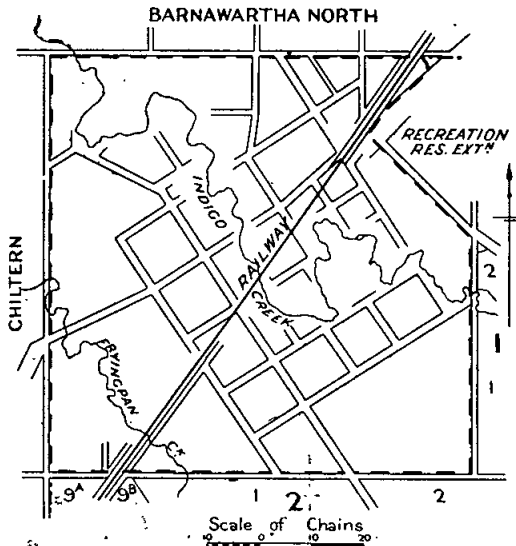 BARNAWARTHA NORTH
RECREATION
RES. EXTᴺ
INDIGO
RAILWAY
CREEK
CHILTERN
FRYINGPAN
Cᴷ
2
1
1
9ᴬ
9ᴮ
1
2
2
Scale of Chains
10 0 10 20